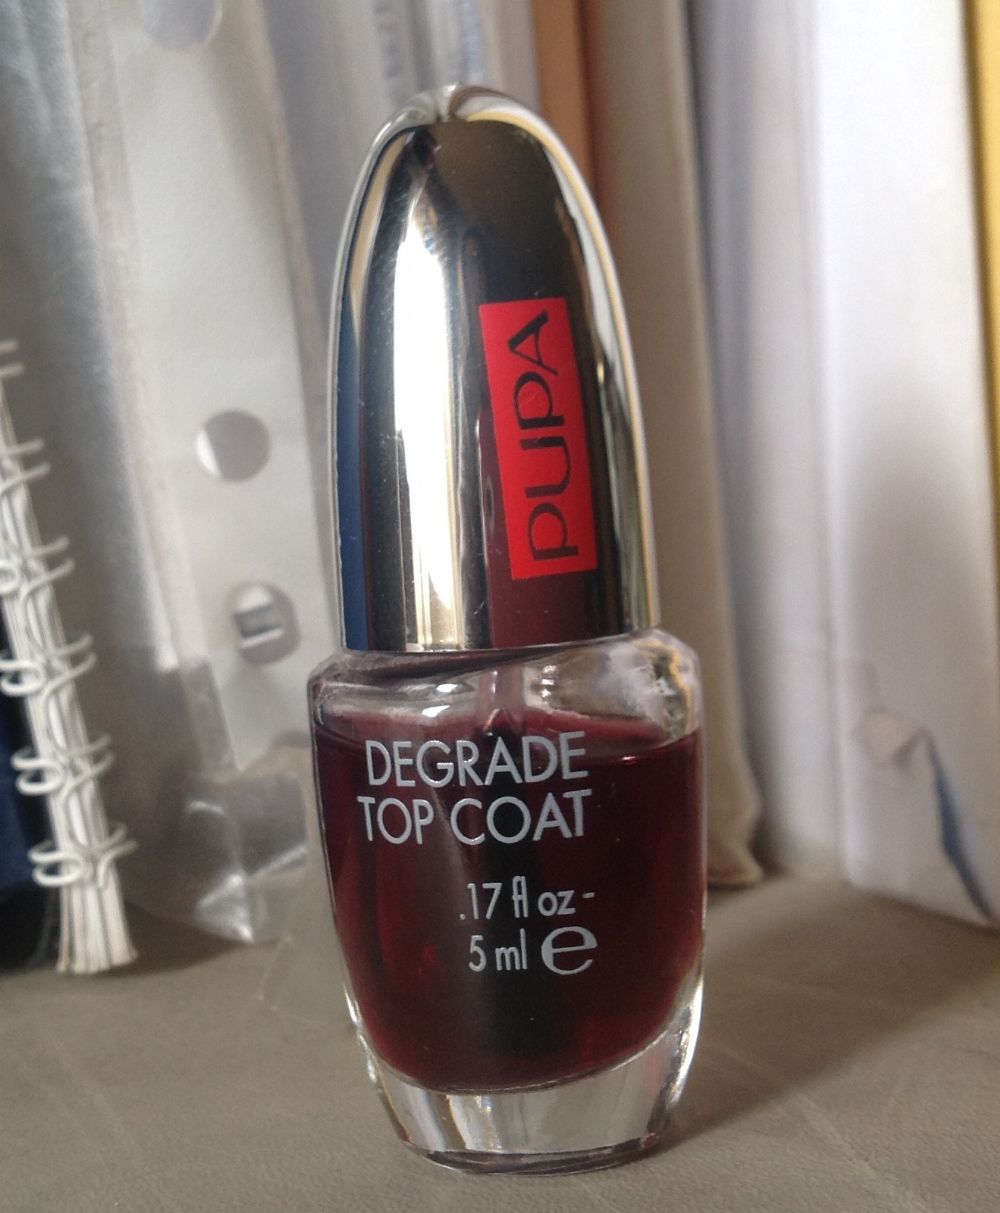 PUPA
DEGRADE
TOP COAT
.17 fl oz -
5 ml e